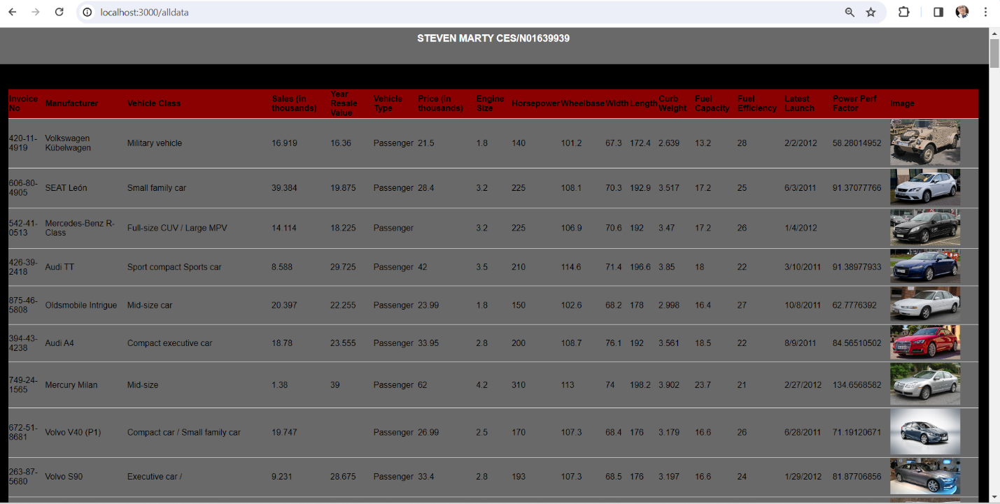 localhost:3000/alldata
STEVEN MARTY CES/N01639939
Invoice No Manufacturer Vehicle Class Sales (in thousands) Year Resale Value Vehicle Type Price (in thousands) Engine Size Horsepower Wheelbase Width Length Curb Weight Fuel Capacity Fuel Efficiency Latest Launch Power Perf Factor Image
420-11-4919 Volkswagen Kübelwagen Military vehicle 16.919 16.36 Passenger 21.5 1.8 140 101.2 67.3 172.4 2.639 13.2 28 2/2/2012 58.28014952
606-80-4905 SEAT León Small family car 39.384 19.875 Passenger 28.4 3.2 225 108.1 70.3 192.9 3.517 17.2 25 6/3/2011 91.37077766
542-41-0513 Mercedes-Benz R-Class Full-size CUV / Large MPV 14.114 18.225 Passenger 3.2 225 106.9 70.6 192 3.47 17.2 26 1/4/2012
426-39-2418 Audi TT Sport compact Sports car 8.588 29.725 Passenger 42 3.5 210 114.6 71.4 196.6 3.85 18 22 3/10/2011 91.38977933
875-46-5808 Oldsmobile Intrigue Mid-size car 20.397 22.255 Passenger 23.99 1.8 150 102.6 68.2 178 2.998 16.4 27 10/8/2011 62.7776392
394-43-4238 Audi A4 Compact executive car 18.78 23.555 Passenger 33.95 2.8 200 108.7 76.1 192 3.561 18.5 22 8/9/2011 84.56510502
749-24-1565 Mercury Milan Mid-size 1.38 39 Passenger 62 4.2 310 113 74 198.2 3.902 23.7 21 2/27/2012 134.6568582
672-51-8681 Volvo V40 (P1) Compact car / Small family car 19.747 Passenger 26.99 2.5 170 107.3 68.4 176 3.179 16.6 26 6/28/2011 71.19120671
263-87-5680 Volvo S90 Executive car / 9.231 28.675 Passenger 33.4 2.8 193 107.3 68.5 176 3.197 16.6 24 1/29/2012 81.87706856